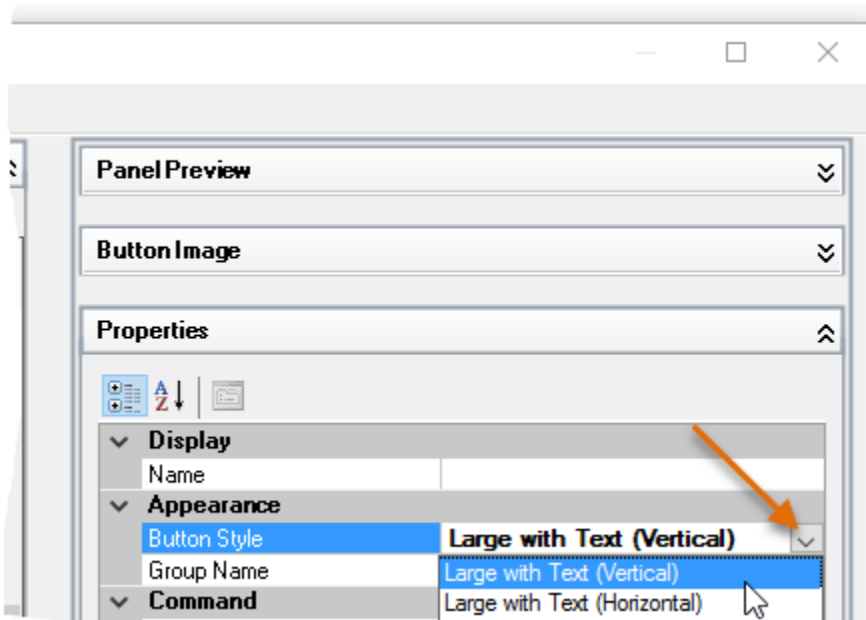 Panel Preview
Button Image
Properties
A
Z
Display
Name
Appearance
Button Style Large with Text (Vertical)
Group Name Large with Text (Vertical)
Command Large with Text (Horizontal)